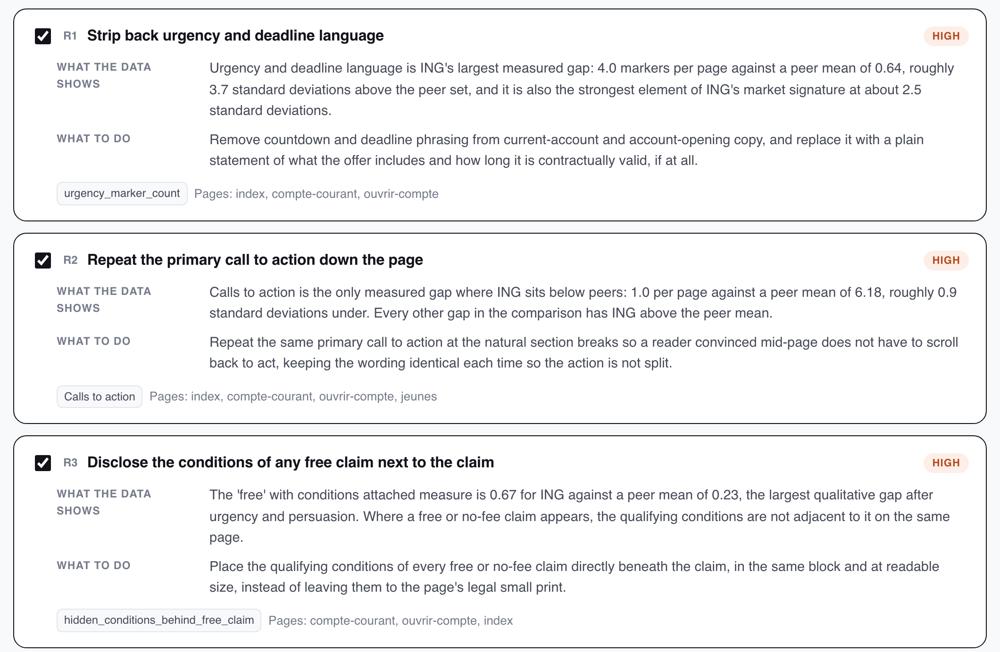 R1 Strip back urgency and deadline language HIGH
WHAT THE DATA SHOWS
Urgency and deadline language is ING's largest measured gap: 4.0 markers per page against a peer mean of 0.64, roughly
3.7 standard deviations above the peer set, and it is also the strongest element of ING's market signature at about 2.5
standard deviations.
WHAT TO DO
Remove countdown and deadline phrasing from current-account and account-opening copy, and replace it with a plain
statement of what the offer includes and how long it is contractually valid, if at all.
urgency_marker_count Pages: index, compte-courant, ouvrir-compte
R2 Repeat the primary call to action down the page HIGH
WHAT THE DATA SHOWS
Calls to action is the only measured gap where ING sits below peers: 1.0 per page against a peer mean of 6.18, roughly 0.9
standard deviations under. Every other gap in the comparison has ING above the peer mean.
WHAT TO DO
Repeat the same primary call to action at the natural section breaks so a reader convinced mid-page does not have to scroll
back to act, keeping the wording identical each time so the action is not split.
Calls to action Pages: index, compte-courant, ouvrir-compte, jeunes
R3 Disclose the conditions of any free claim next to the claim HIGH
WHAT THE DATA SHOWS
The 'free' with conditions attached measure is 0.67 for ING against a peer mean of 0.23, the largest qualitative gap after
urgency and persuasion. Where a free or no-fee claim appears, the qualifying conditions are not adjacent to it on the same
page.
WHAT TO DO
Place the qualifying conditions of every free or no-fee claim directly beneath the claim, in the same block and at readable
size, instead of leaving them to the page's legal small print.
hidden_conditions_behind_free_claim Pages: compte-courant, ouvrir-compte, index